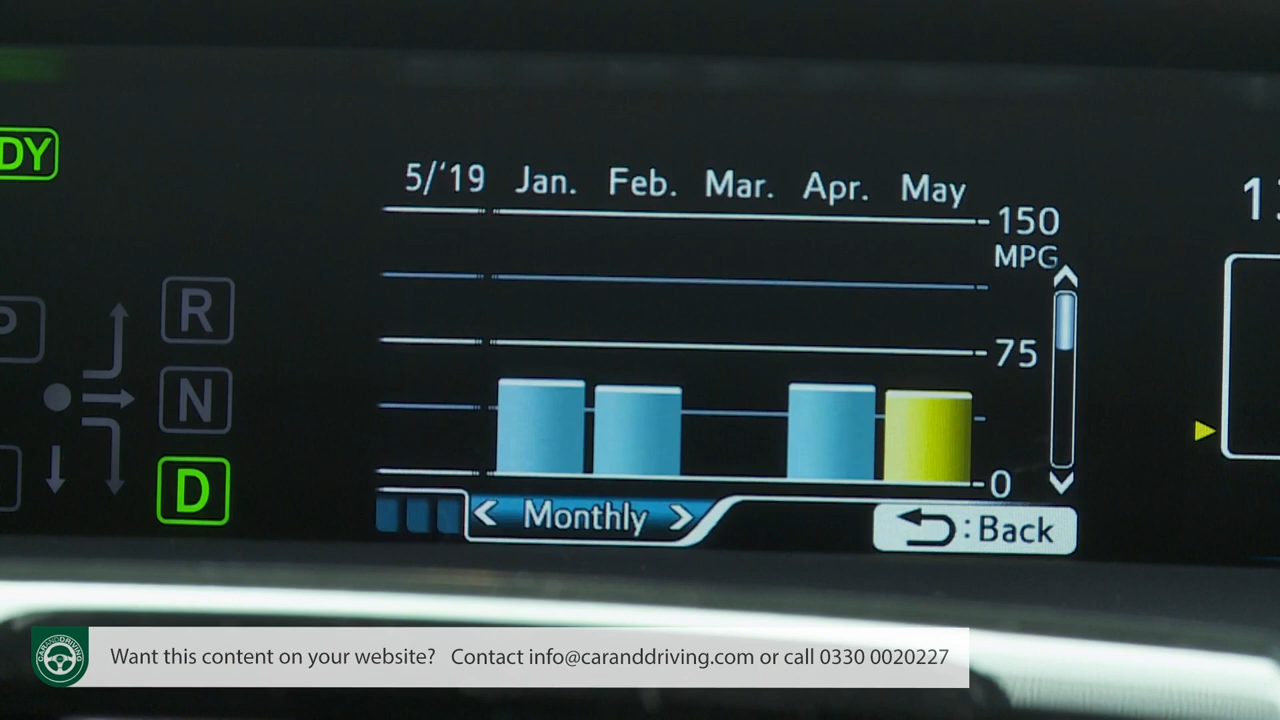 DY
5/'19 Jan. Feb. Mar. Apr. May
150
MPG
75
0
P
R
N
D
< Monthly >
:Back
CARANDDRIVING
Want this content on your website? Contact info@caranddriving.com or call 0330 0020227